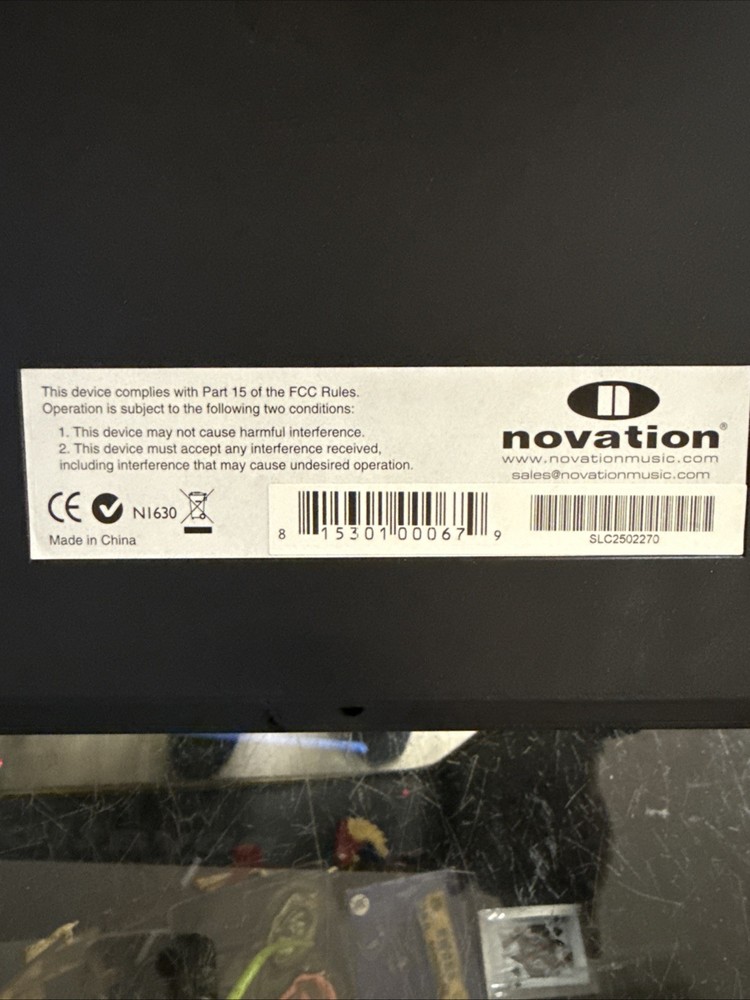 This device complies with Part 15 of the FCC Rules.
Operation is subject to the following two conditions:
1. This device may not cause harmful interference.
2. This device must accept any interference received,
including interference that may cause undesired operation.
CE N1630
Made in China
novation®
www.novationmusic.com
sales@novationmusic.com
8 15301 00067 9
SLC2502270